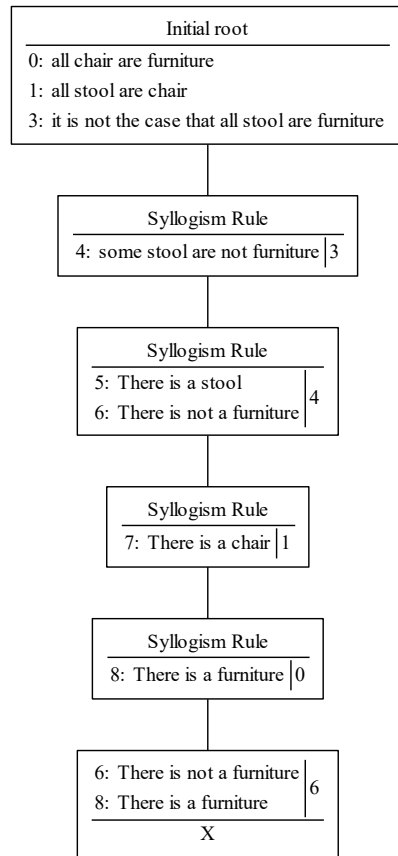 Initial root
0: all chair are furniture
1: all stool are chair
3: it is not the case that all stool are furniture
Syllogism Rule
4: some stool are not furniture 3
Syllogism Rule
5: There is a stool
6: There is not a furniture
4
Syllogism Rule
7: There is a chair 1
Syllogism Rule
8: There is a furniture 0
6: There is not a furniture
8: There is a furniture
6
X